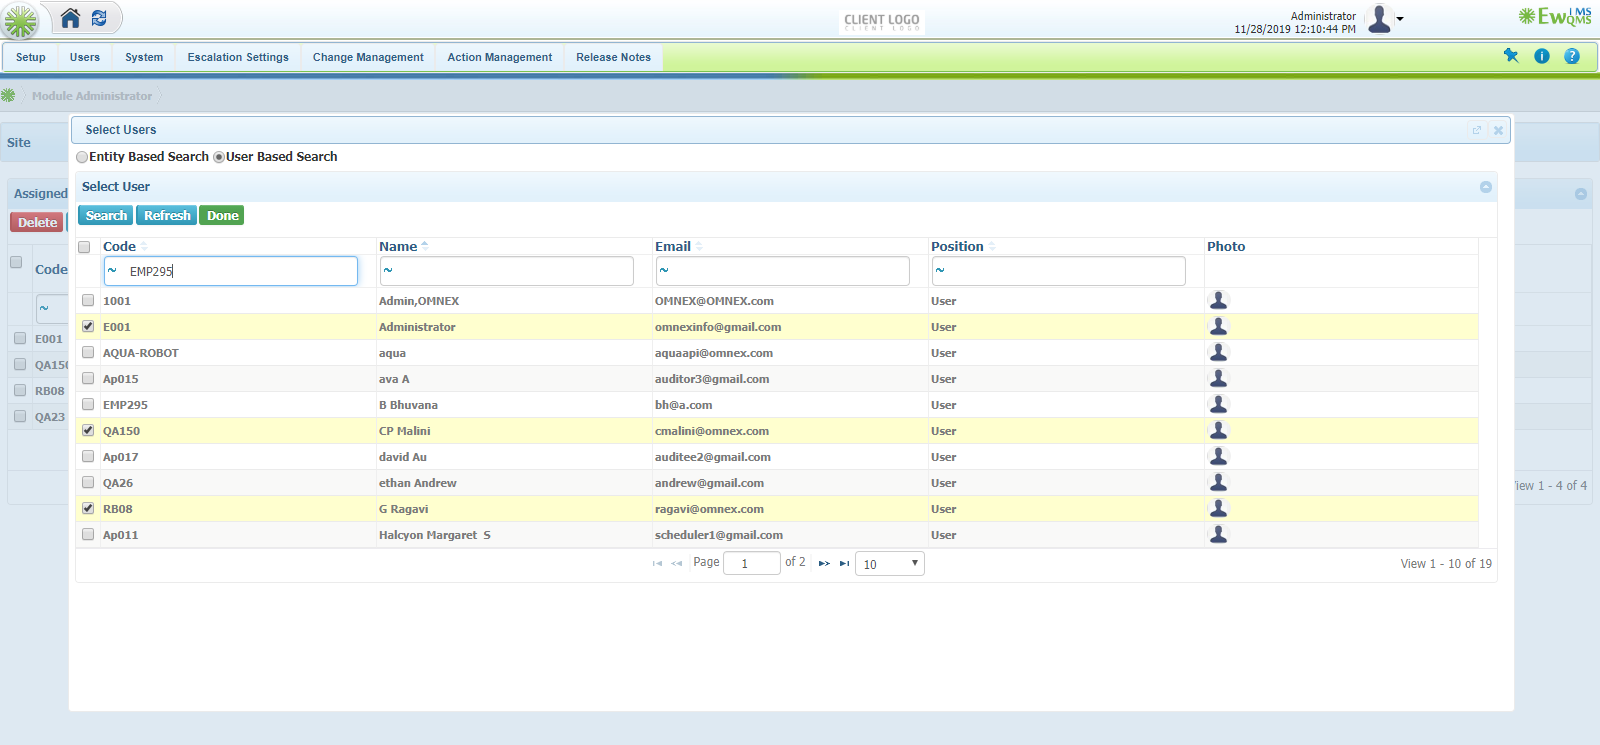 CLIENT LOGO
CLIENT LOGO
Administrator
11/28/2019 12:10:44 PM
EwQMS IMS
Setup Users System Escalation Settings Change Management Action Management Release Notes
Module Administrator
Select Users
Site
Entity Based Search User Based Search
Select User
Assigned
Search Refresh Done
Delete
Code Name Email Position Photo
Code
~ EMP295 ~ ~ ~
1001 Admin,OMNEX OMNEX@OMNEX.com User
~
E001 Administrator omnexinfo@gmail.com User
E001
AQUA-ROBOT aqua aquaapi@omnex.com User
QA150
Ap015 ava A auditor3@gmail.com User
RB08
EMP295 B Bhuvana bh@a.com User
QA23
QA150 CP Malini cmalini@omnex.com User
Ap017 david Au auditee2@gmail.com User
QA26 ethan Andrew andrew@gmail.com User
View 1 - 4 of 4
RB08 G Ragavi ragavi@omnex.com User
Ap011 Halcyon Margaret S scheduler1@gmail.com User
Page 1 of 2 10 View 1 - 10 of 19